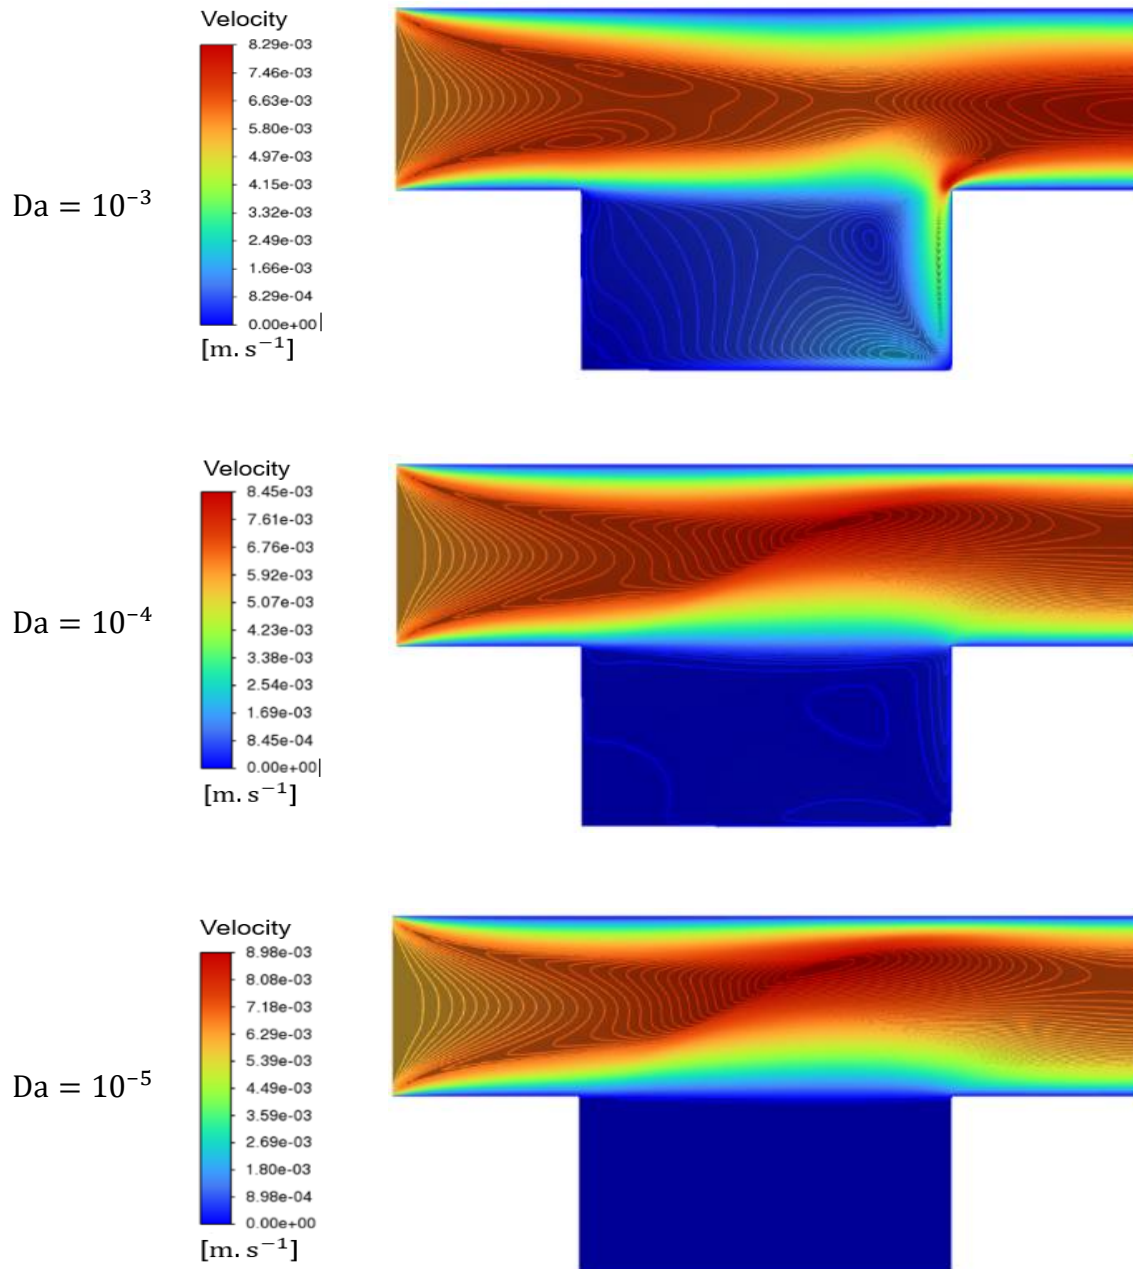 Velocity
8.29e-03
7.46e-03
6.63e-03
5.80e-03
4.97e-03
4.15e-03
3.32e-03
2.49e-03
1.66e-03
8.29e-04
0.00e+00
[m. s⁻¹]
Da = 10⁻³
Velocity
8.45e-03
7.61e-03
6.76e-03
5.92e-03
5.07e-03
4.23e-03
3.38e-03
2.54e-03
1.69e-03
8.45e-04
0.00e+00
[m. s⁻¹]
Da = 10⁻⁴
Velocity
8.98e-03
8.08e-03
7.18e-03
6.29e-03
5.39e-03
4.49e-03
3.59e-03
2.69e-03
1.80e-03
8.98e-04
0.00e+00
[m. s⁻¹]
Da = 10⁻⁵